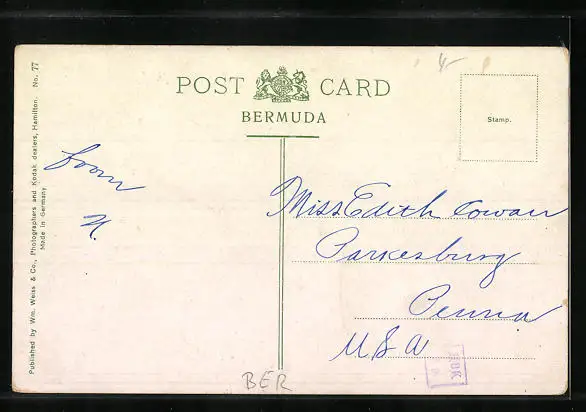 POST CARD
BERMUDA
Stamp.
from
N.
Miss Edith Cowan
Parkesburg
Penna
U S A
BER
Published by Wm. Weiss & Co., Photographers and Kodak dealers, Hamilton. No. 77
Made in Germany